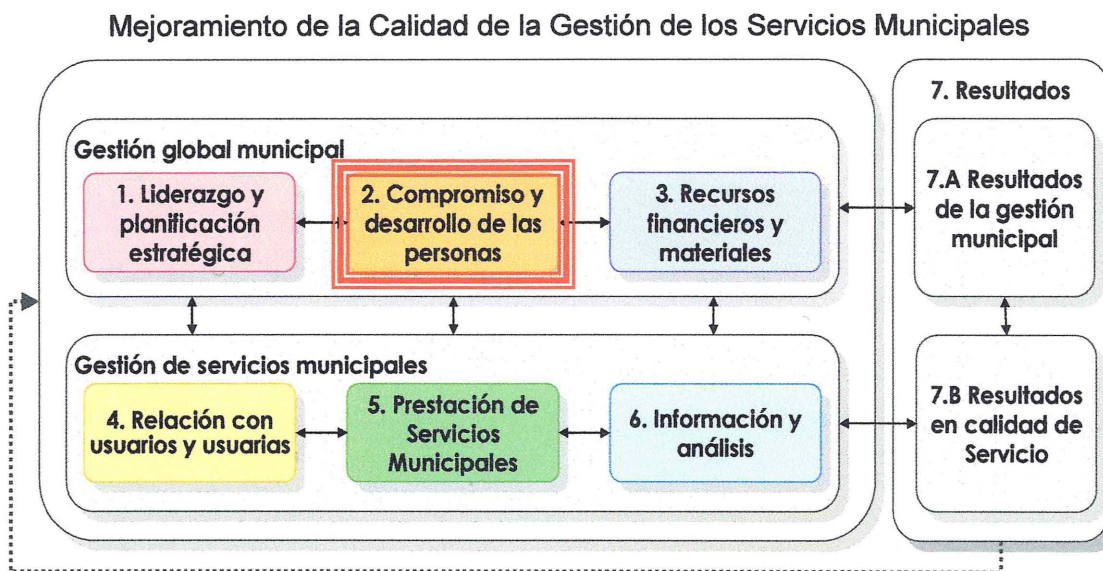 Mejoramiento de la Calidad de la Gestión de los Servicios Municipales
Gestión global municipal
1. Liderazgo y
planificación
estratégica
2. Compromiso y
desarrollo de las
personas
3. Recursos
financieros y
materiales
Gestión de servicios municipales
4. Relación con
usuarios y usuarias
5. Prestación de
Servicios
Municipales
6. Información y
análisis
7. Resultados
7.A Resultados
de la gestión
municipal
7.B Resultados
en calidad de
Servicio